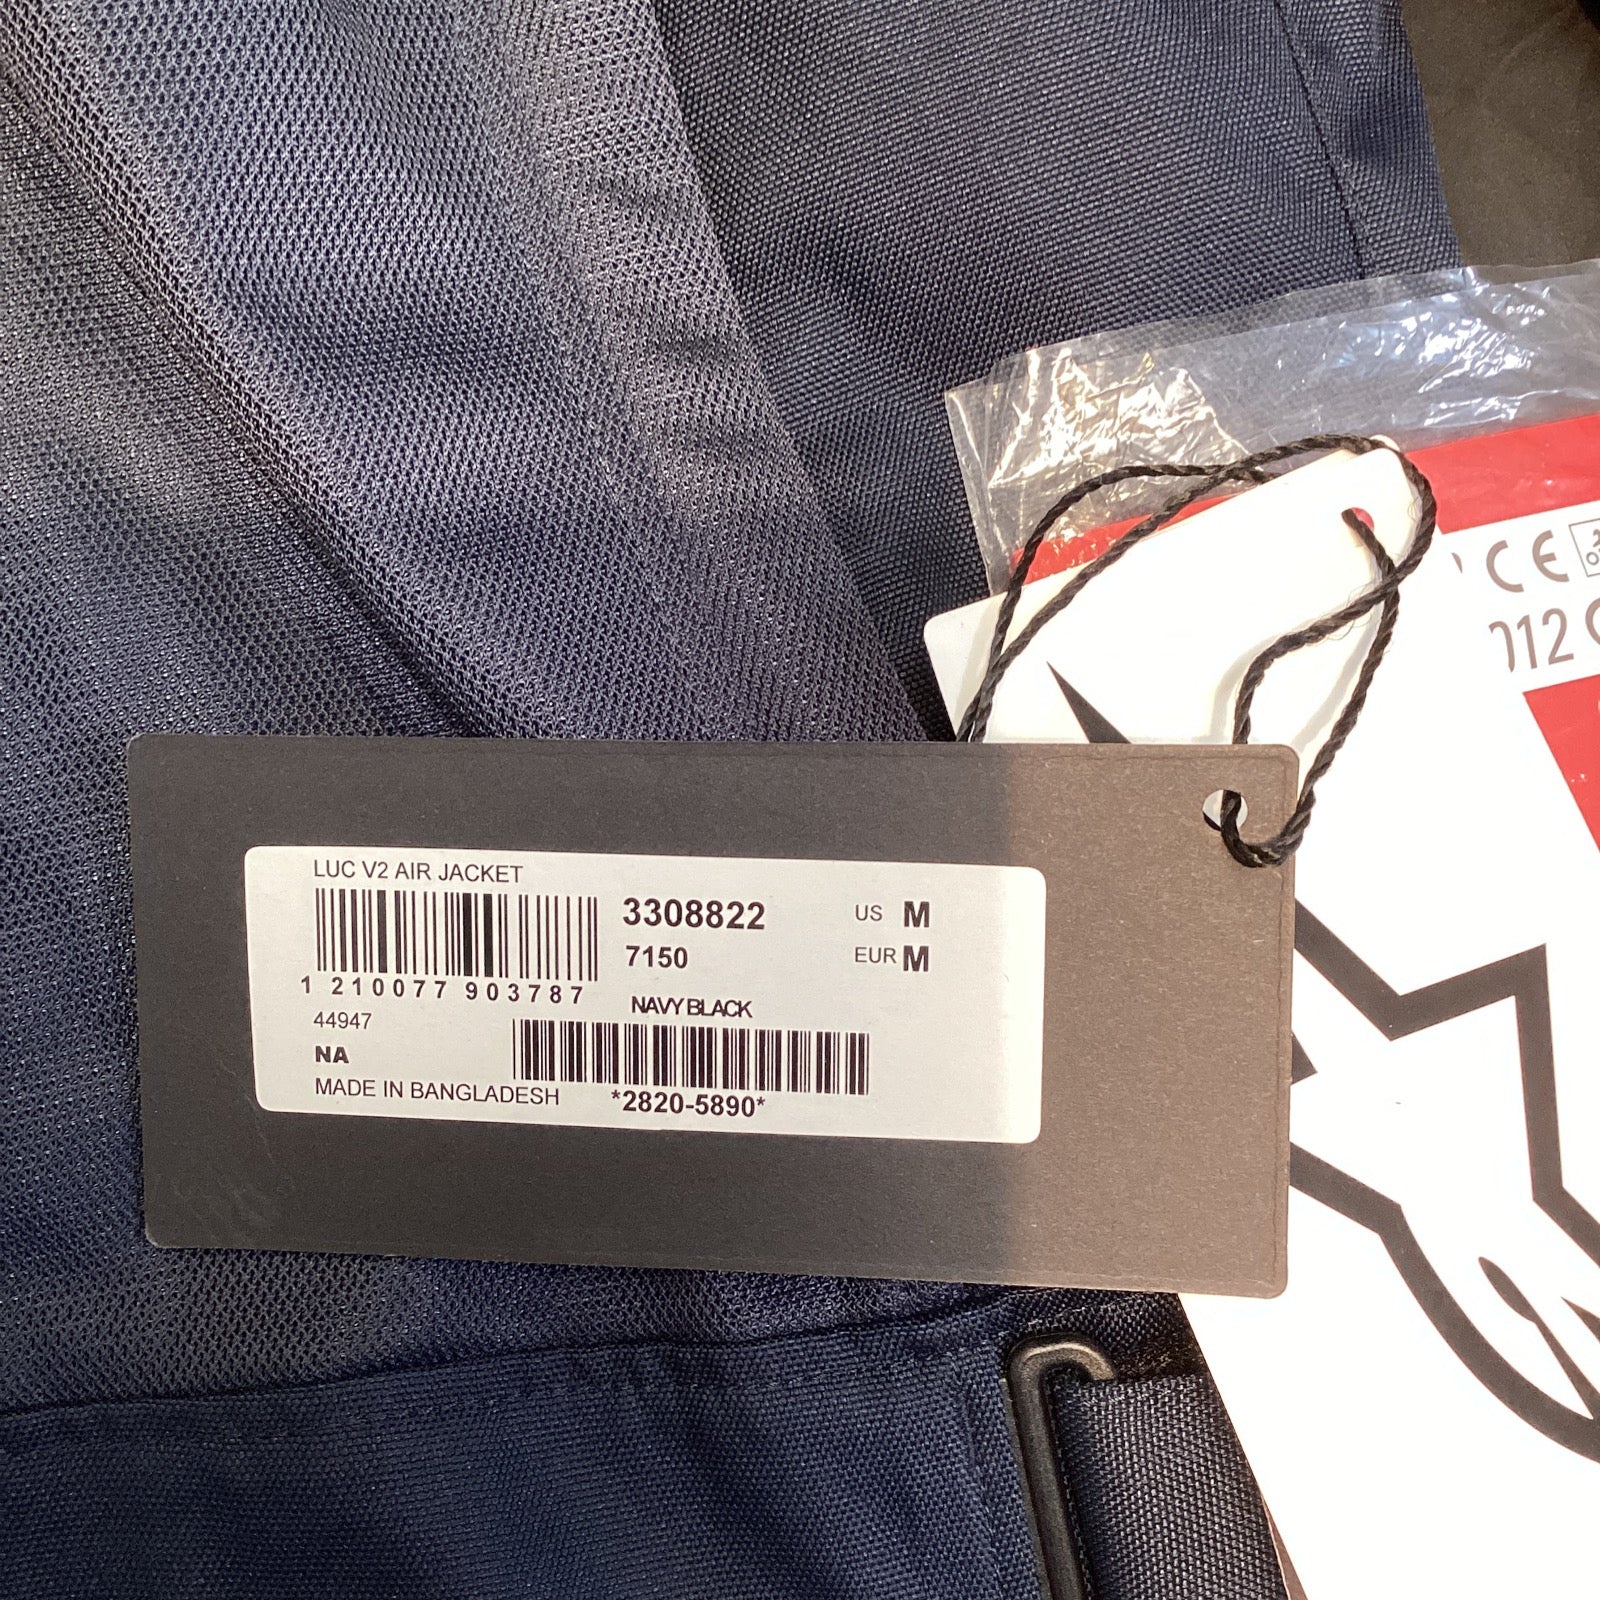 LUC V2 AIR JACKET
3308822
US M
7150
EUR M
1 210077 903787
NAVY BLACK
44947
NA
MADE IN BANGLADESH
*2820-5890*
CE
012